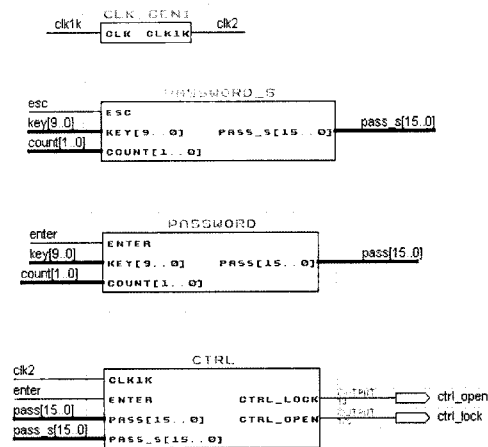 CLK_GEN1
clk1k CLK CLK1K clk2
PASSWORD_S
esc ESC
key[9..0] KEY[9..0] PASS_S[15..0] pass_s[15..0]
count[1..0] COUNT[1..0]
PASSWORD
enter ENTER
key[9..0] KEY[9..0] PASS[15..0] pass[15..0]
count[1..0] COUNT[1..0]
CTRL
clk2 CLK1K
enter ENTER CTRL_LOCK OUTPUT ctrl_open
pass[15..0] PASS[15..0] CTRL_OPEN OUTPUT ctrl_lock
pass_s[15..0] PASS_S[15..0]